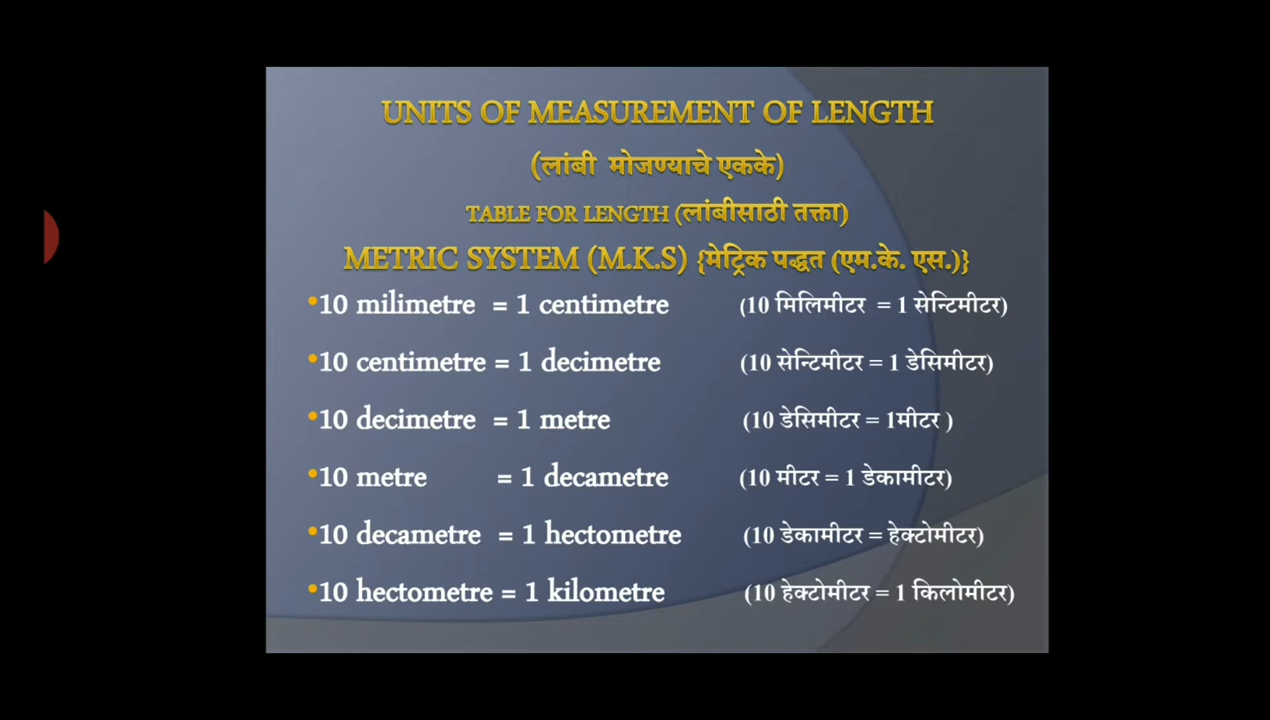 UNITS OF MEASUREMENT OF LENGTH
(लांबी मोजण्याचे एकके)
TABLE FOR LENGTH (लांबीसाठी तक्ता)
METRIC SYSTEM (M.K.S) {मेट्रिक पद्धत (एम.के. एस.)}
•10 milimetre = 1 centimetre (10 मिलिमीटर = 1 सेन्टिमीटर)
•10 centimetre = 1 decimetre (10 सेन्टिमीटर = 1 डेसिमीटर)
•10 decimetre = 1 metre (10 डेसिमीटर = 1मीटर )
•10 metre = 1 decametre (10 मीटर = 1 डेकामीटर)
•10 decametre = 1 hectometre (10 डेकामीटर = हेक्टोमीटर)
•10 hectometre = 1 kilometre (10 हेक्टोमीटर = 1 किलोमीटर)